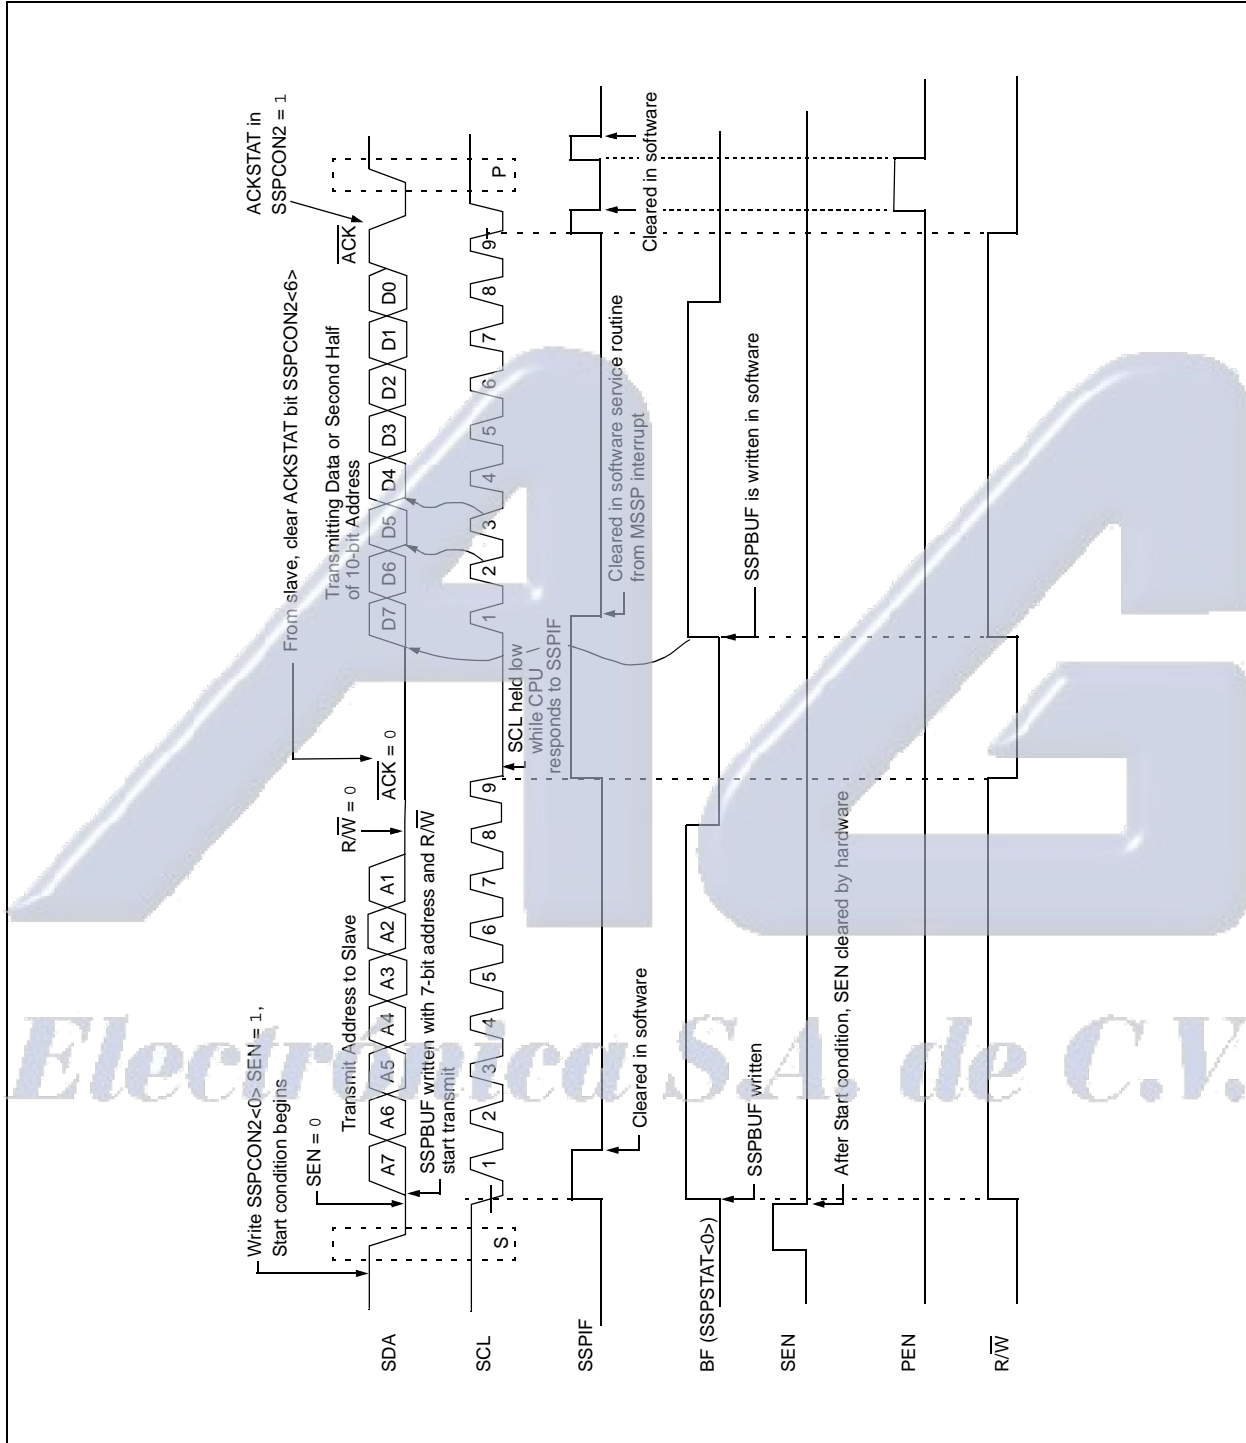 Write SSPCON2<0> SEN = 1,
Start condition begins
SEN = 0
Transmit Address to Slave
R/W = 0
From slave, clear ACKSTAT bit SSPCON2<6>
ACK = 0
Transmitting Data or Second Half
of 10-bit Address
ACKSTAT in
SSPCON2 = 1
ACK
SDA
A7 A6 A5 A4 A3 A2 A1
D7 D6 D5 D4 D3 D2 D1 D0
SSPBUF written with 7-bit address and R/W
start transmit
SCL
S
1 2 3 4 5 6 7 8 9
1 2 3 4 5 6 7 8 9
P
SCL held low
while CPU
responds to SSPIF
SSPIF
Cleared in software
Cleared in software service routine
from MSSP interrupt
Cleared in software
BF (SSPSTAT<0>)
SSPBUF written
SSPBUF is written in software
SEN
After Start condition, SEN cleared by hardware
PEN
R/W
AG
Electrónica S.A. de C.V.